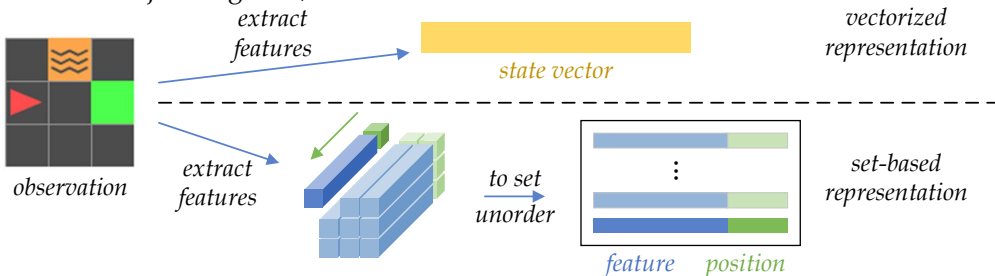 extract
features
vectorized
representation
state vector
observation
extract
features
to set
unorder
set-based
representation
feature
position